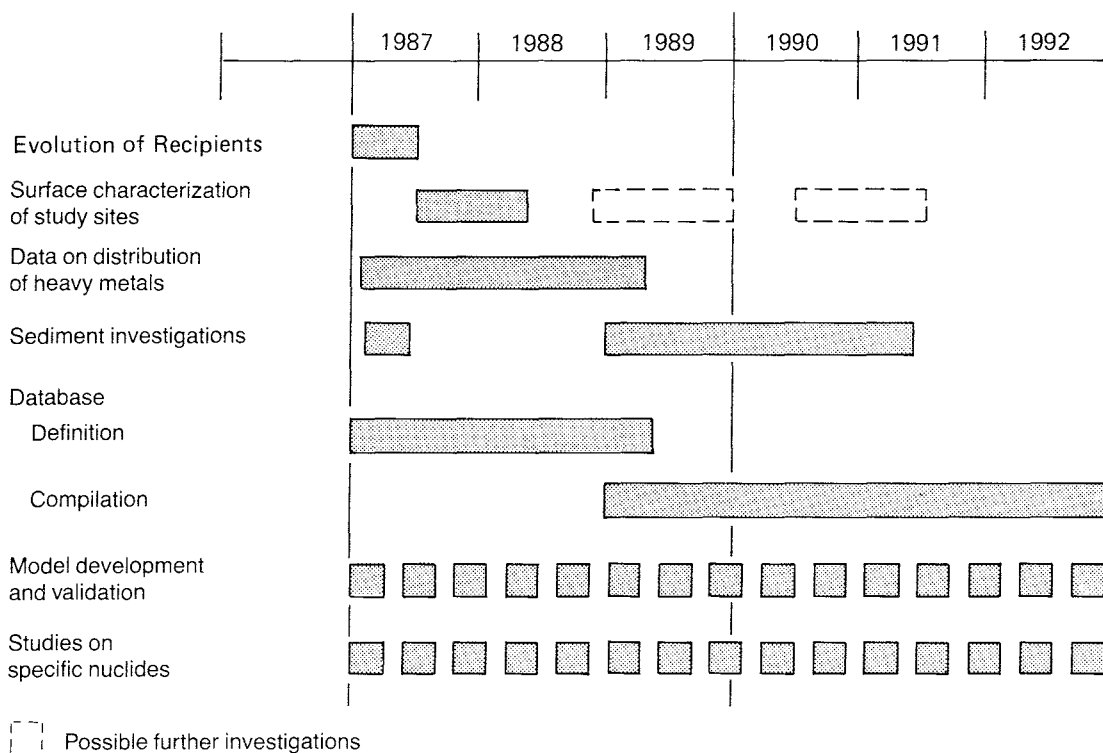 1987 1988 1989 1990 1991 1992
Evolution of Recipients
Surface characterization
of study sites
Data on distribution
of heavy metals
Sediment investigations
Database
Definition
Compilation
Model development
and validation
Studies on
specific nuclides
Possible further investigations